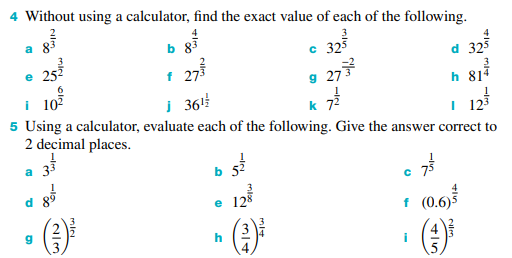 4 Without using a calculator, find the exact value of each of the following.
a 8^(2/3) b 8^(4/3) c 32^(3/5) d 32^(4/5)
e 25^(3/2) f 27^(2/3) g 27^(-2/3) h 81^(3/4)
i 10^(6/2) j 36^(1 1/2) k 7^(1/2) l 12^(1/3)
5 Using a calculator, evaluate each of the following. Give the answer correct to
2 decimal places.
a 3^(1/3) b 5^(1/2) c 7^(1/5)
d 8^(1/9) e 12^(3/8) f (0.6)^(4/5)
g (2/3)^(3/2) h (3/4)^(3/4) i (4/5)^(2/3)